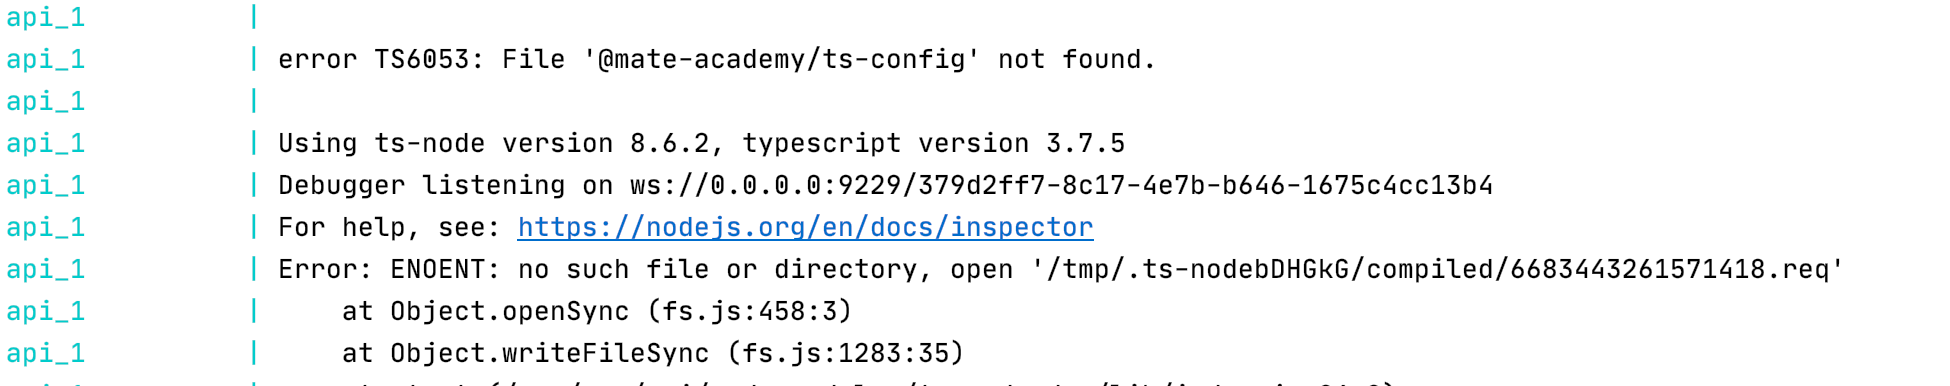 api_1 |
api_1 | error TS6053: File '@mate-academy/ts-config' not found.
api_1 |
api_1 | Using ts-node version 8.6.2, typescript version 3.7.5
api_1 | Debugger listening on ws://0.0.0.0:9229/379d2ff7-8c17-4e7b-b646-1675c4cc13b4
api_1 | For help, see: https://nodejs.org/en/docs/inspector
api_1 | Error: ENOENT: no such file or directory, open '/tmp/.ts-nodebDHGkG/compiled/6683443261571418.req'
api_1 | at Object.openSync (fs.js:458:3)
api_1 | at Object.writeFileSync (fs.js:1283:35)